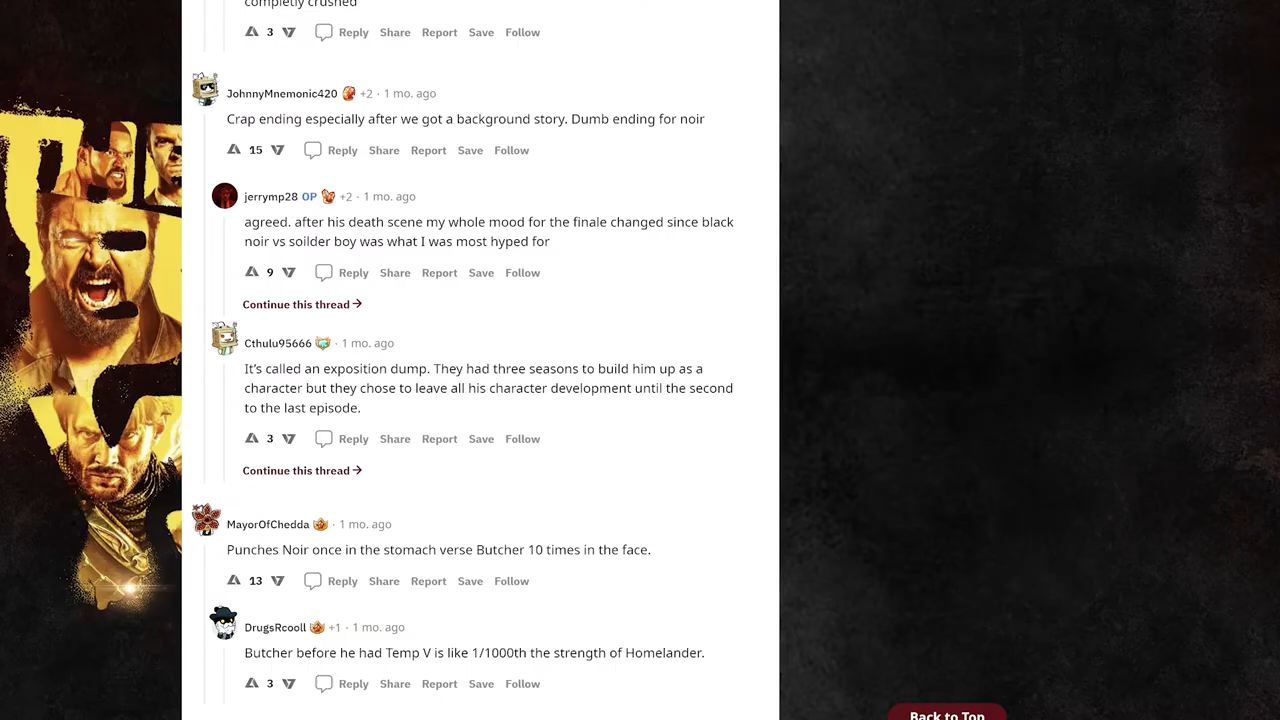 completly crushed
3 Reply Share Report Save Follow
JohnnyMnemonic420 +2 · 1 mo. ago
Crap ending especially after we got a background story. Dumb ending for noir
15 Reply Share Report Save Follow
jerrymp28 OP +2 · 1 mo. ago
agreed. after his death scene my whole mood for the finale changed since black
noir vs soilder boy was what I was most hyped for
9 Reply Share Report Save Follow
Continue this thread →
Cthulu95666 · 1 mo. ago
It's called an exposition dump. They had three seasons to build him up as a
character but they chose to leave all his character development until the second
to the last episode.
3 Reply Share Report Save Follow
Continue this thread →
MayorOfChedda · 1 mo. ago
Punches Noir once in the stomach verse Butcher 10 times in the face.
13 Reply Share Report Save Follow
DrugsRcooll +1 · 1 mo. ago
Butcher before he had Temp V is like 1/1000th the strength of Homelander.
3 Reply Share Report Save Follow
Back to Top